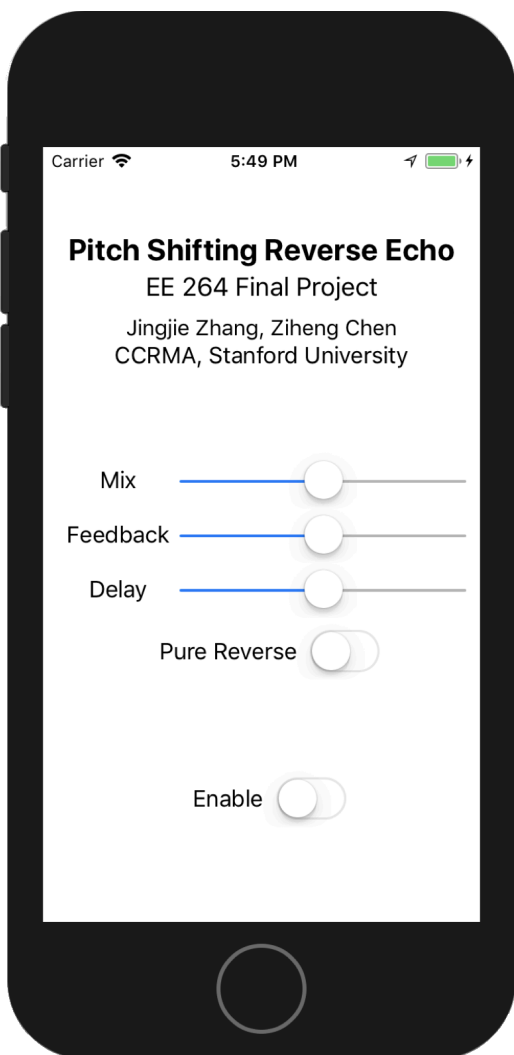 Carrier 5:49 PM
Pitch Shifting Reverse Echo
EE 264 Final Project
Jingjie Zhang, Ziheng Chen
CCRMA, Stanford University
Mix
Feedback
Delay
Pure Reverse
Enable